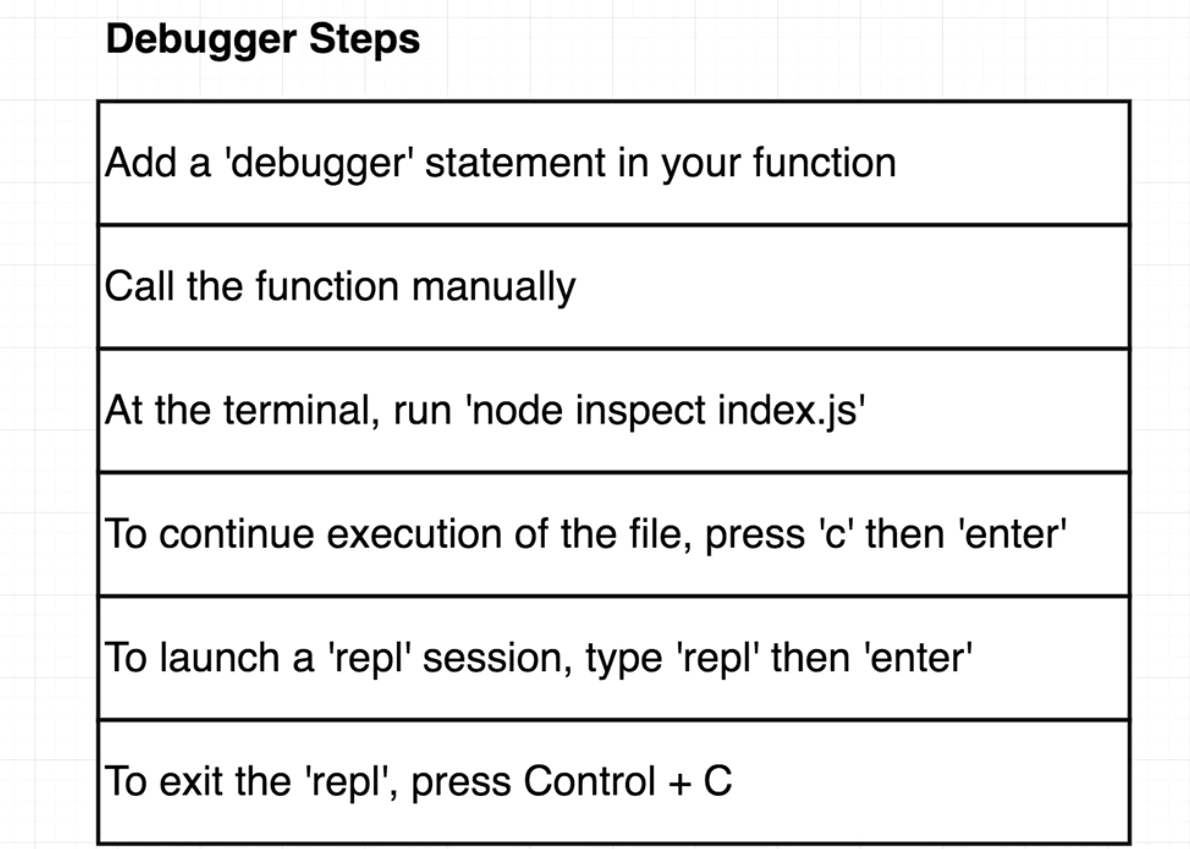 Debugger Steps
Add a 'debugger' statement in your function
Call the function manually
At the terminal, run 'node inspect index.js'
To continue execution of the file, press 'c' then 'enter'
To launch a 'repl' session, type 'repl' then 'enter'
To exit the 'repl', press Control + C